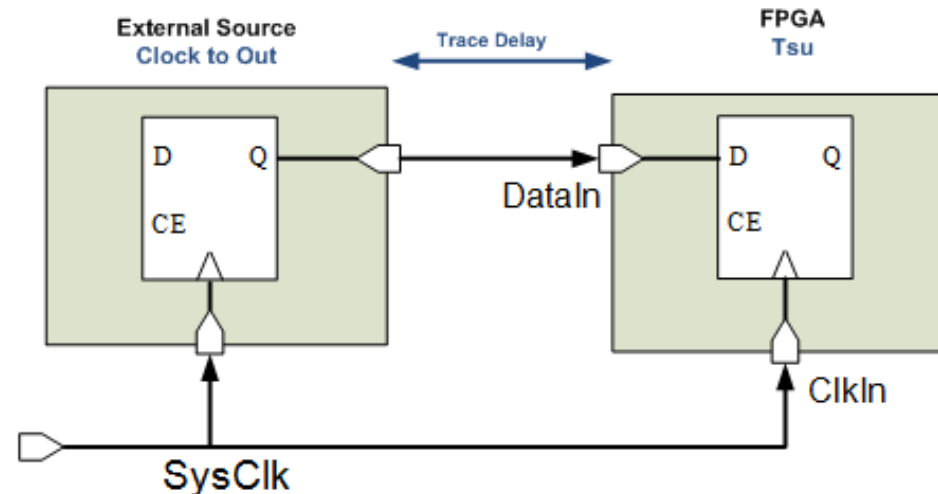 External Source
Clock to Out
Trace Delay
FPGA
Tsu
D Q
CE
DataIn
D Q
CE
ClkIn
SysClk